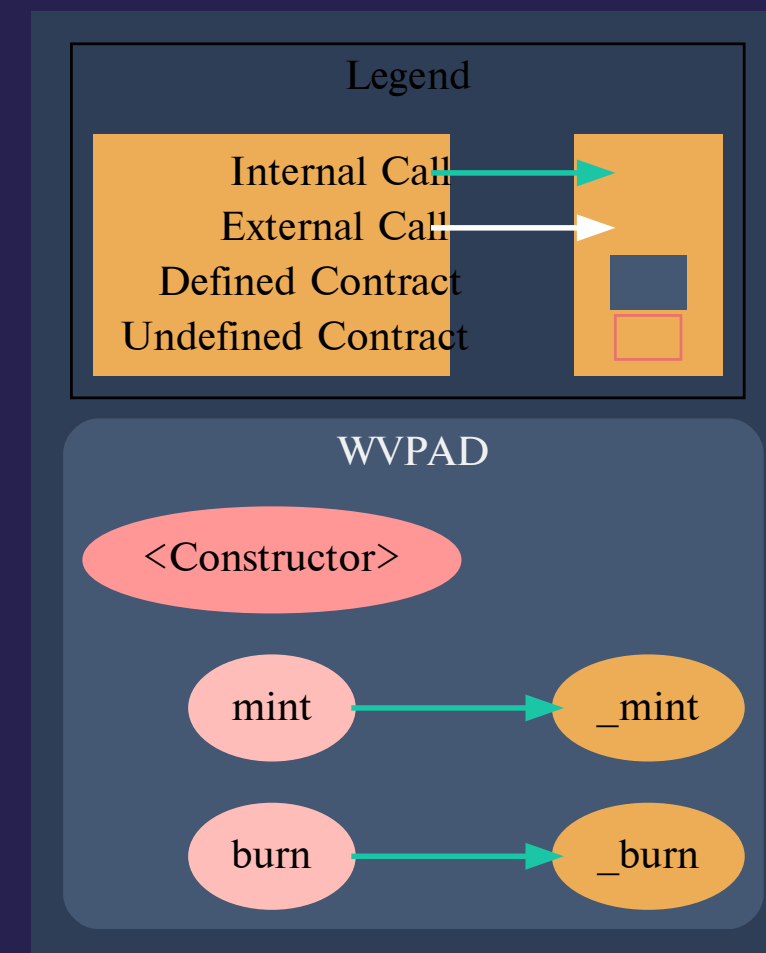 Legend
Internal Call
External Call
Defined Contract
Undefined Contract
WVPAD
<Constructor>
mint
_mint
burn
_burn